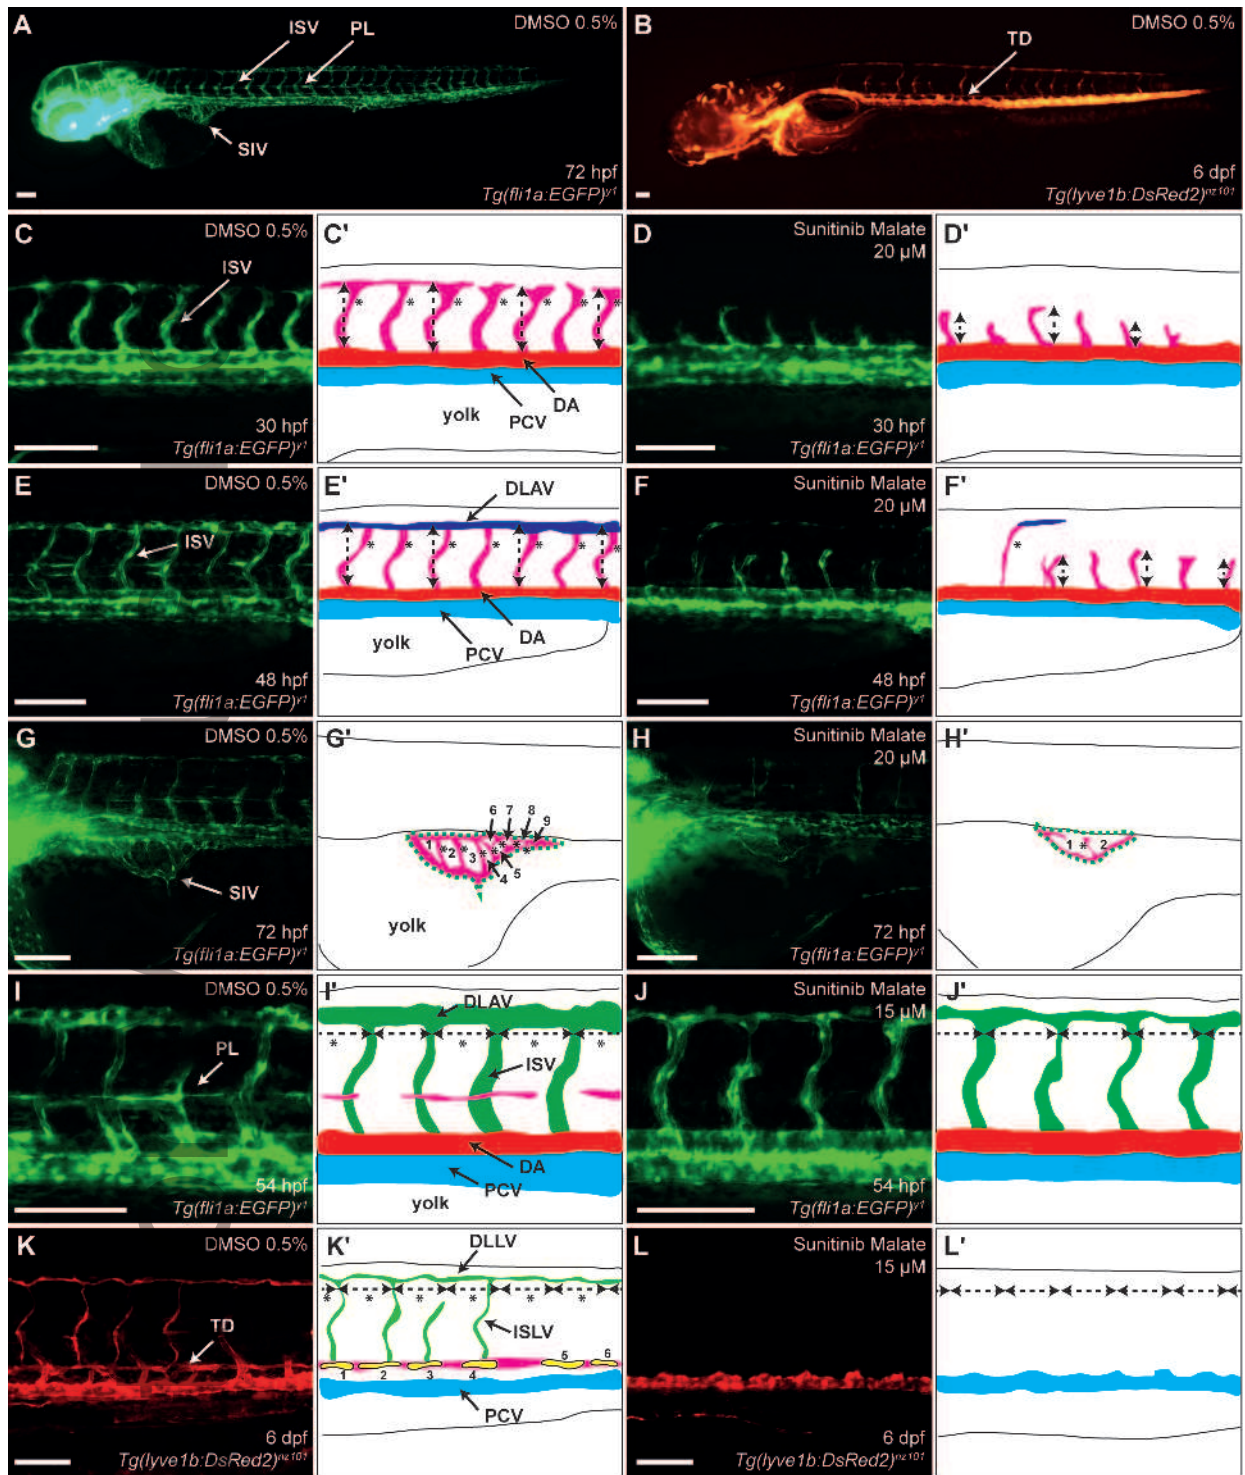 A
ISV
PL
DMSO 0.5%
SIV
72 hpf
Tg(fli1a:EGFP)y1
B
DMSO 0.5%
TD
6 dpf
Tg(lyve1b:DsRed2)nz101
C
DMSO 0.5%
ISV
30 hpf
Tg(fli1a:EGFP)y1
C'
* * * * * *
DA
yolk
PCV
D
Sunitinib Malate
20 µM
30 hpf
Tg(fli1a:EGFP)y1
D'
E
DMSO 0.5%
ISV
48 hpf
Tg(fli1a:EGFP)y1
E'
DLAV
* * * * * * *
DA
yolk
PCV
F
Sunitinib Malate
20 µM
48 hpf
Tg(fli1a:EGFP)y1
F'
*
G
DMSO 0.5%
SIV
72 hpf
Tg(fli1a:EGFP)y1
G'
6 7 8 9
1 * 2 * 3 * * * * *
4 5
yolk
H
Sunitinib Malate
20 µM
72 hpf
Tg(fli1a:EGFP)y1
H'
1 * 2
I
DMSO 0.5%
PL
54 hpf
Tg(fli1a:EGFP)y1
I'
DLAV
* * * *
ISV
DA
PCV
yolk
J
Sunitinib Malate
15 µM
54 hpf
Tg(fli1a:EGFP)y1
J'
K
DMSO 0.5%
TD
6 dpf
Tg(lyve1b:DsRed2)nz101
K'
DLLV
* * * * * *
ISLV
5 6
1 2 3 4
PCV
L
Sunitinib Malate
15 µM
6 dpf
Tg(lyve1b:DsRed2)nz101
L'